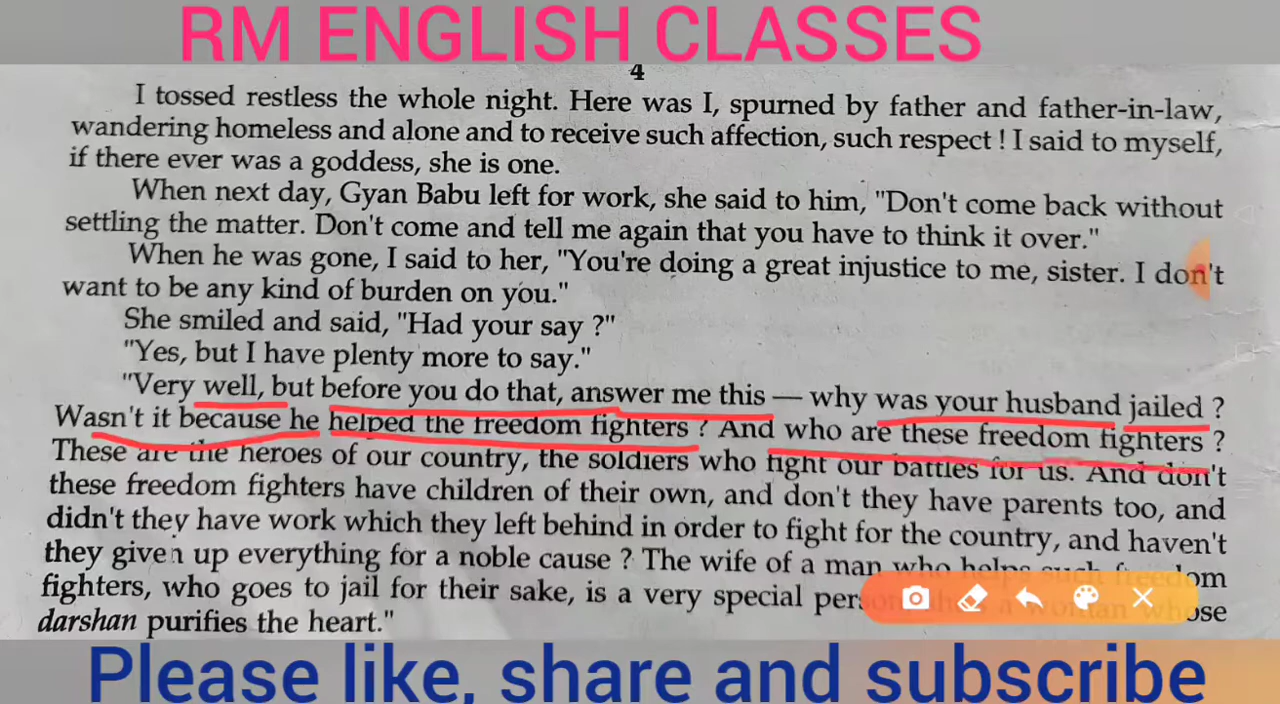 RM ENGLISH CLASSES
4
I tossed restless the whole night. Here was I, spurned by father and father-in-law,
wandering homeless and alone and to receive such affection, such respect ! I said to myself,
if there ever was a goddess, she is one.
When next day, Gyan Babu left for work, she said to him, "Don't come back without
settling the matter. Don't come and tell me again that you have to think it over."
When he was gone, I said to her, "You're doing a great injustice to me, sister. I don't
want to be any kind of burden on you."
She smiled and said, "Had your say ?"
"Yes, but I have plenty more to say."
"Very well, but before you do that, answer me this — why was your husband jailed ?
Wasn't it because he helped the freedom fighters ? And who are these freedom fighters ?
These are the heroes of our country, the soldiers who fight our battles for us. And don't
these freedom fighters have children of their own, and don't they have parents too, and
didn't they have work which they left behind in order to fight for the country, and haven't
they given up everything for a noble cause ? The wife of a man who helps such freedom
fighters, who goes to jail for their sake, is a very special person a woman whose
darshan purifies the heart."
Please like, share and subscribe